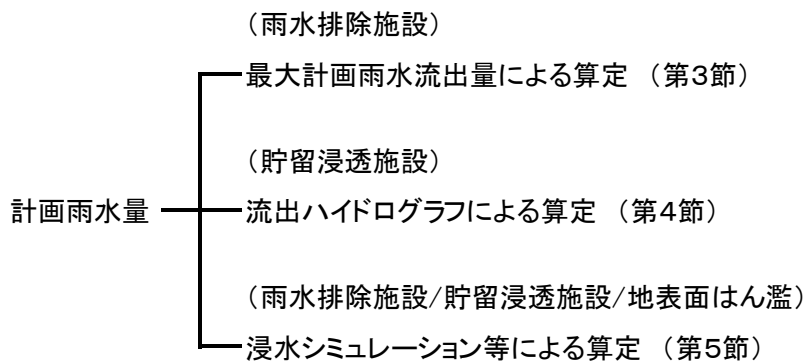 （雨水排除施設）
最大計画雨水流出量による算定　（第３節）
（貯留浸透施設）
計画雨水量
流出ハイドログラフによる算定　（第４節）
（雨水排除施設/貯留浸透施設/地表面はん濫）
浸水シミュレーション等による算定　（第５節）